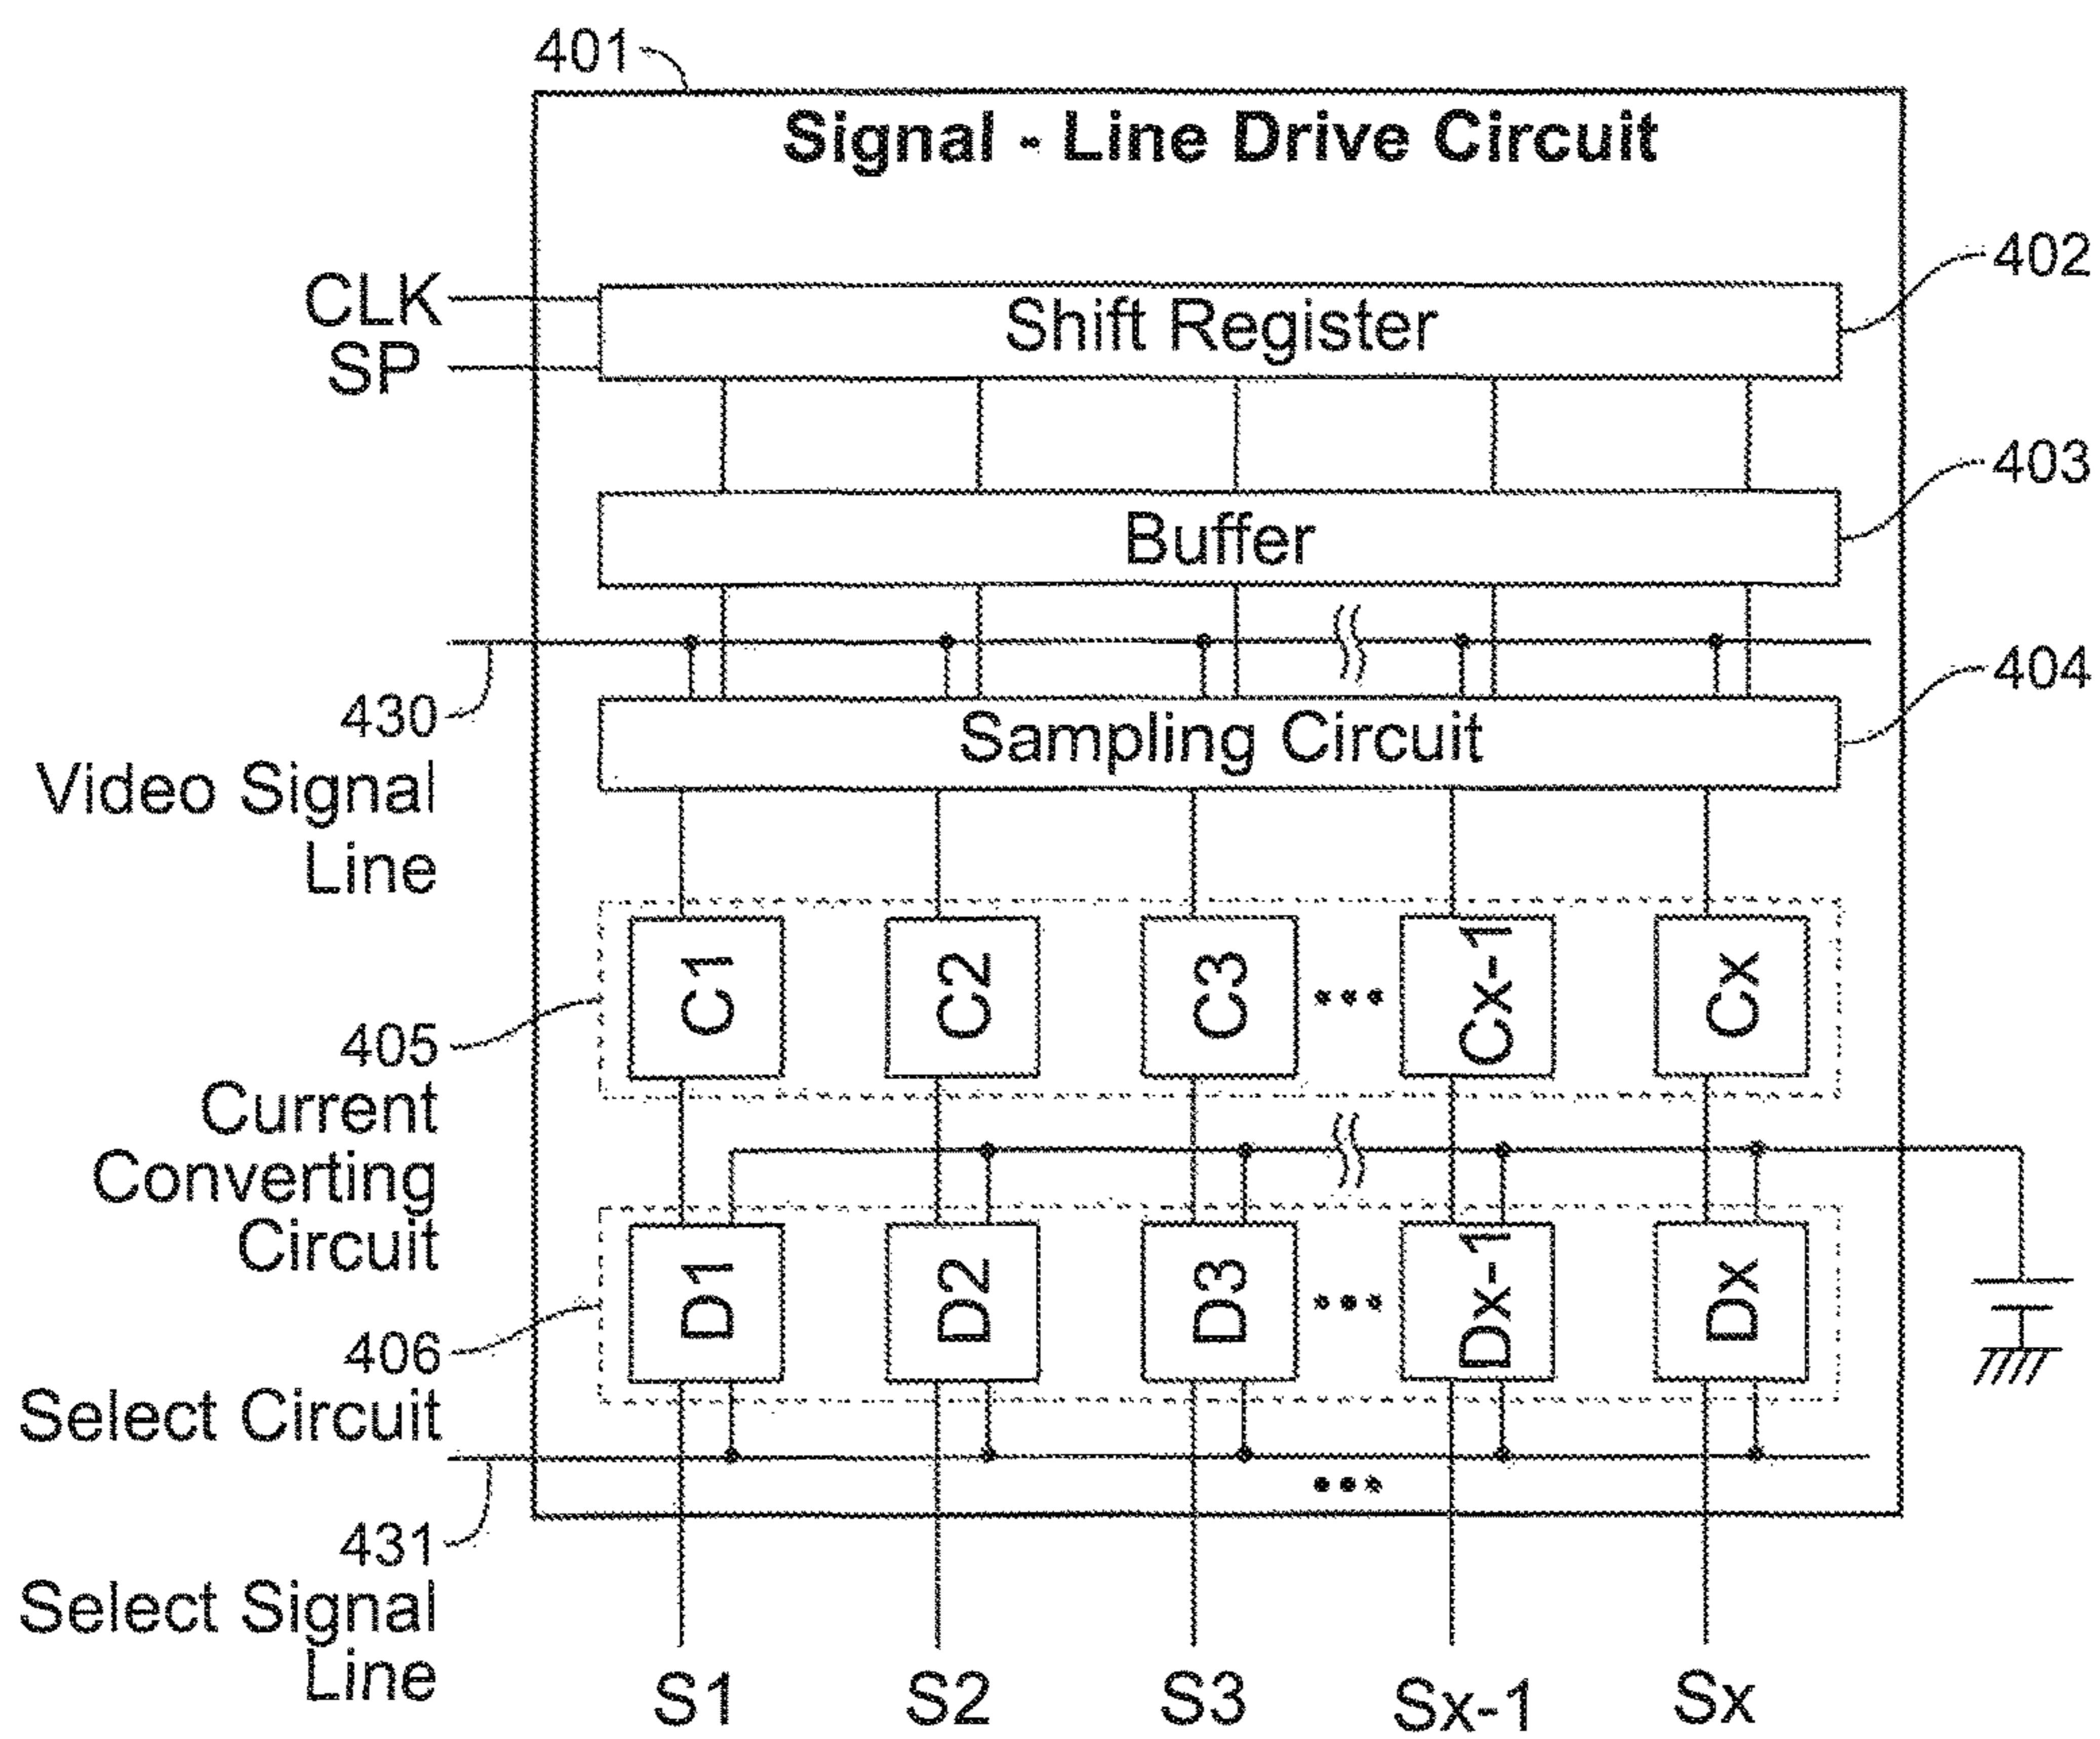 401
Signal - Line Drive Circuit
402
CLK
SP
Shift Register
403
Buffer
404
430
Video Signal
Line
Sampling Circuit
405
Current
Converting
Circuit
C1
C2
C3
...
Cx-1
Cx
406
Select Circuit
D1
D2
D3
...
Dx-1
Dx
...
431
Select Signal
Line
S1
S2
S3
Sx-1
Sx